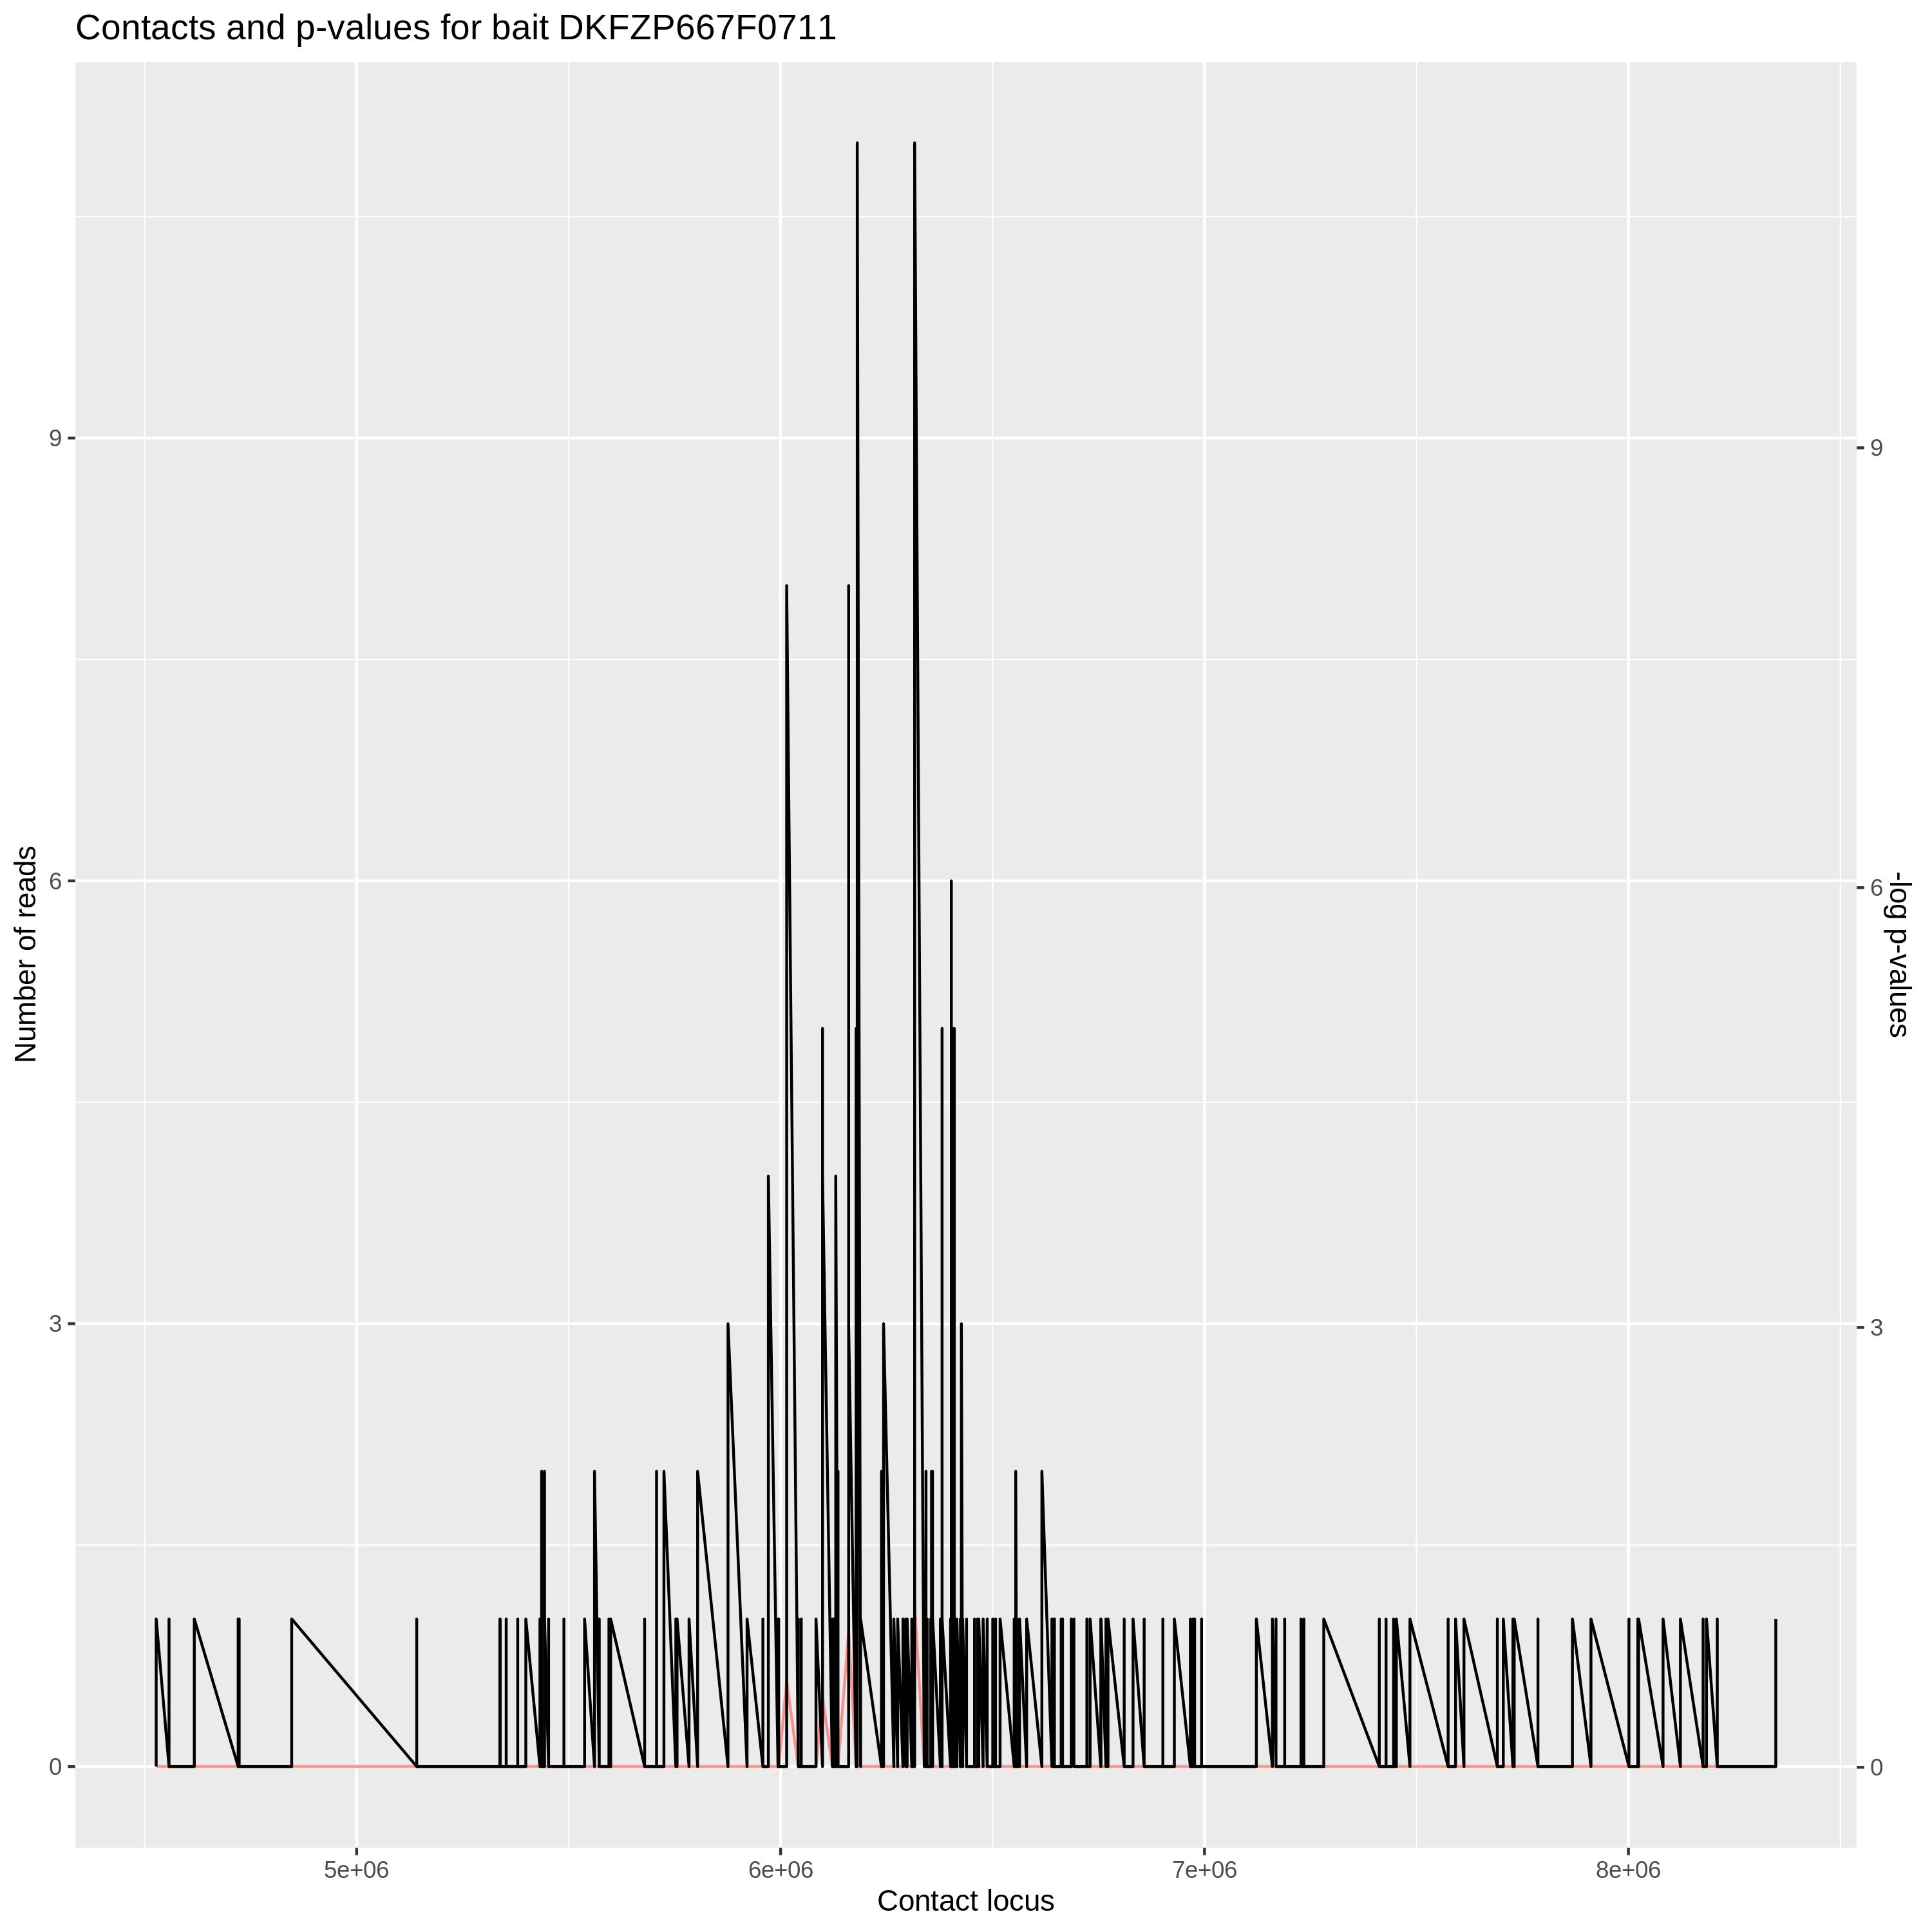 Contacts and p-values for bait DKFZP667F0711
Number of reads
9
6
3
0
9
6
3
0
-log p-values
5e+06
6e+06
7e+06
8e+06
Contact locus